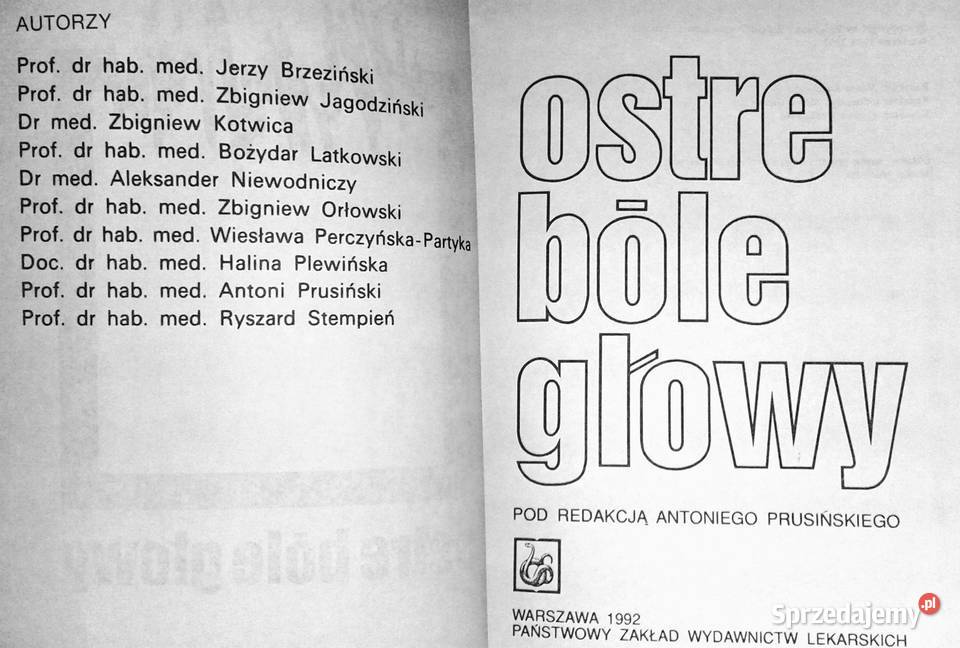 AUTORZY
Prof. dr hab. med. Jerzy Brzeziński
Prof. dr hab. med. Zbigniew Jagodziński
Dr med. Zbigniew Kotwica
Prof. dr hab. med. Bożydar Latkowski
Dr med. Aleksander Niewodniczy
Prof. dr hab. med. Zbigniew Orłowski
Prof. dr hab. med. Wiesława Perczyńska-Partyka
Doc. dr hab. med. Halina Plewińska
Prof. dr hab. med. Antoni Prusiński
Prof. dr hab. med. Ryszard Stempień
ostre bóle głowy
ostre
bóle
głowy
POD REDAKCJĄ ANTONIEGO PRUSIŃSKIEGO
WARSZAWA 1992
PAŃSTWOWY ZAKŁAD WYDAWNICTW LEKARSKICH
Sprzedajemy.pl